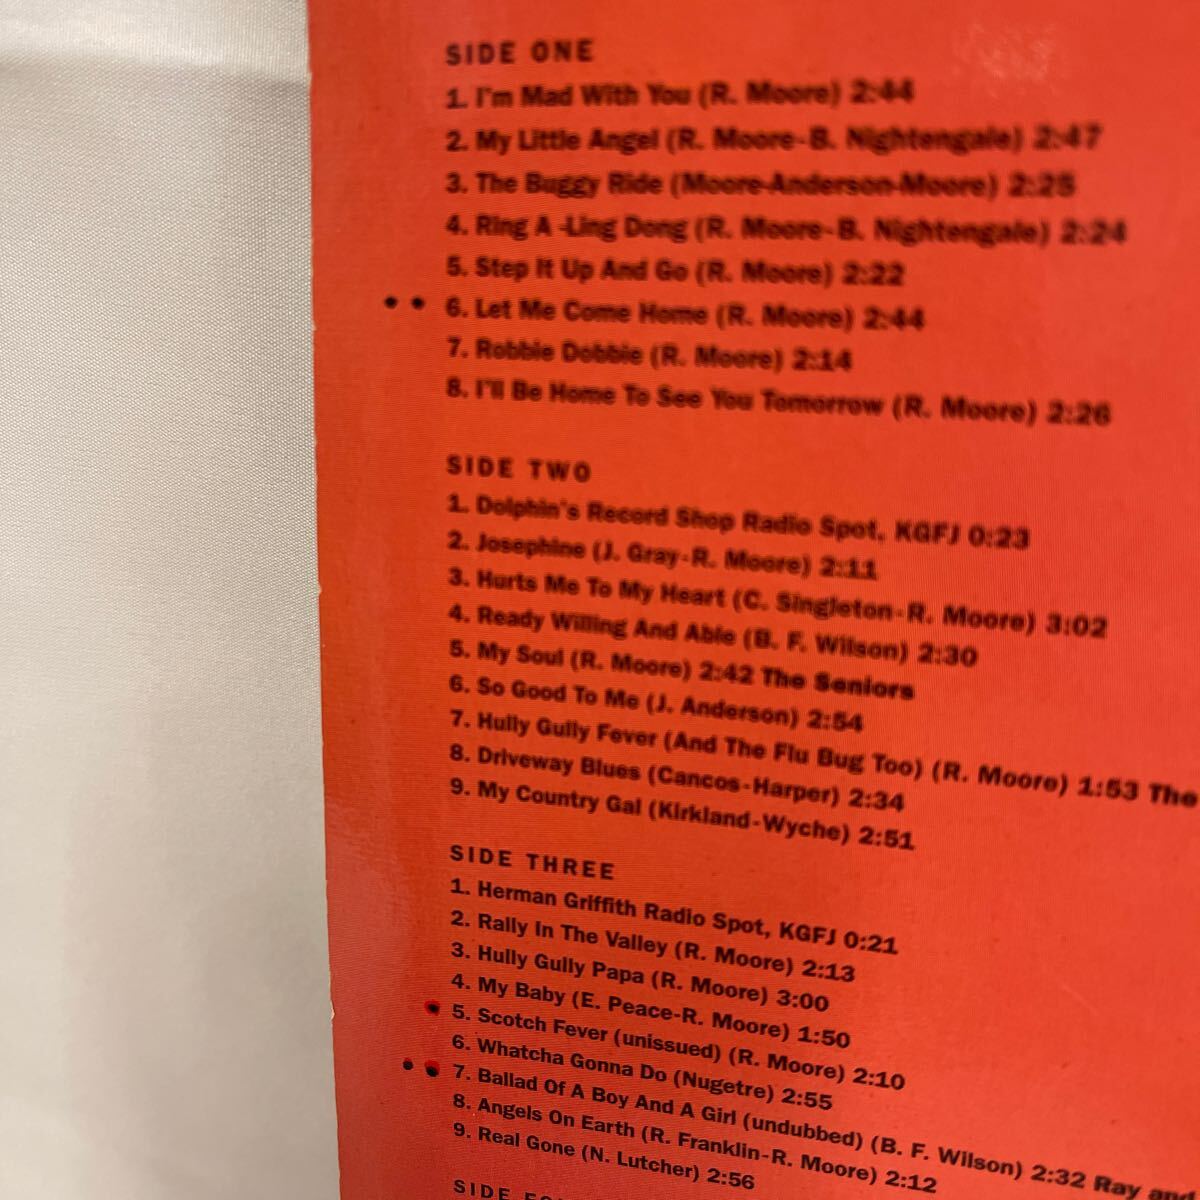 SIDE ONE
1. I'm Mad With You (R. Moore) 2:44
2. My Little Angel (R. Moore-B. Nightengale) 2:47
3. The Buggy Ride (Moore-Anderson-Moore) 2:25
4. Ring A -Ling Dong (R. Moore-B. Nightengale) 2:24
5. Step It Up And Go (R. Moore) 2:22
•• 6. Let Me Come Home (R. Moore) 2:44
7. Robbie Dobbie (R. Moore) 2:14
8. I'll Be Home To See You Tomorrow (R. Moore) 2:26
SIDE TWO
1. Dolphin's Record Shop Radio Spot, KGFJ 0:23
2. Josephine (J. Gray-R. Moore) 2:11
3. Hurts Me To My Heart (C. Singleton-R. Moore) 3:02
4. Ready Willing And Able (B. F. Wilson) 2:30
5. My Soul (R. Moore) 2:42 The Seniors
6. So Good To Me (J. Anderson) 2:54
7. Hully Gully Fever (And The Flu Bug Too) (R. Moore) 1:53 The
8. Driveway Blues (Cancos-Harper) 2:34
9. My Country Gal (Kirkland-Wyche) 2:51
SIDE THREE
1. Herman Griffith Radio Spot, KGFJ 0:21
2. Rally In The Valley (R. Moore) 2:13
3. Hully Gully Papa (R. Moore) 3:00
4. My Baby (E. Peace-R. Moore) 1:50
• 5. Scotch Fever (unissued) (R. Moore) 2:10
6. Whatcha Gonna Do (Nugetre) 2:55
•• 7. Ballad Of A Boy And A Girl (undubbed) (B. F. Wilson) 2:32 Ray
8. Angels On Earth (R. Franklin-R. Moore) 2:12
9. Real Gone (N. Lutcher) 2:56
SIDE